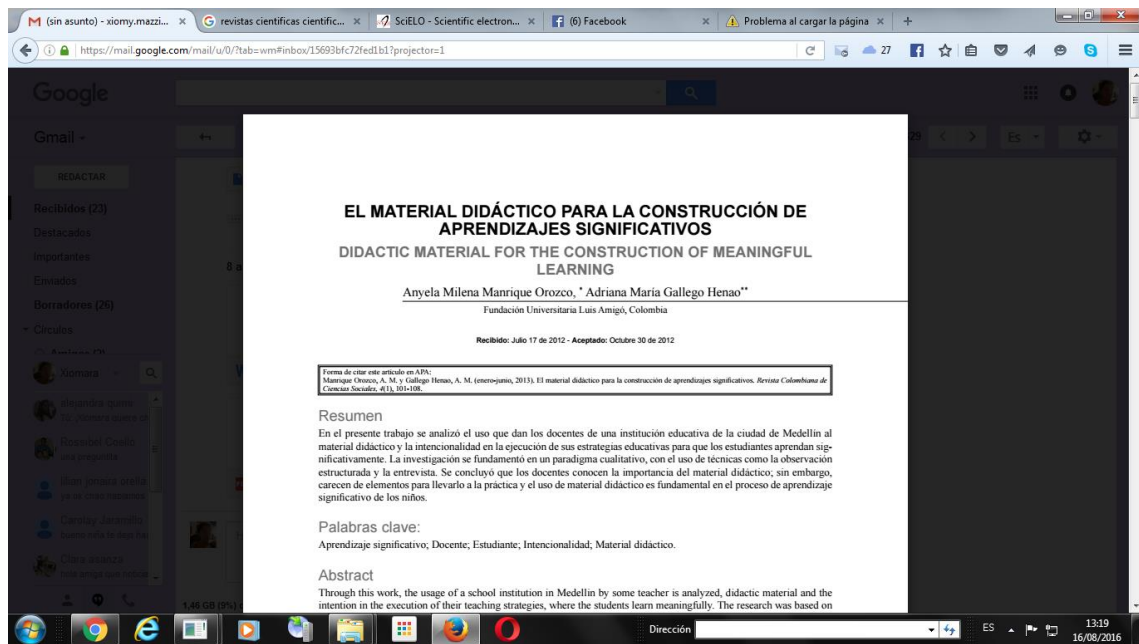 (sin asunto) - xiomy.mazzi...
revistas cientificas cientific...
SciELO - Scientific electron...
(6) Facebook
Problema al cargar la página
https://mail.google.com/mail/u/0/?tab=wm#inbox/15693bfc72fed1b1?projector=1
27
Google
Gmail
29
Es
REDACTAR
Recibidos (23)
Destacados
Importantes
8 a
Enviados
Borradores (26)
Círculos
Xiomara
EL MATERIAL DIDÁCTICO PARA LA CONSTRUCCIÓN DE
APRENDIZAJES SIGNIFICATIVOS
DIDACTIC MATERIAL FOR THE CONSTRUCTION OF MEANINGFUL
LEARNING
Anyela Milena Manrique Orozco, * Adriana María Gallego Henao**
Fundación Universitaria Luis Amigó, Colombia
Recibido: Julio 17 de 2012 - Aceptado: Octubre 30 de 2012
Forma de citar este artículo en APA:
Manrique Orozco, A. M. y Gallego Henao, A. M. (enero-junio, 2013). El material didáctico para la construcción de aprendizajes significativos. Revista Colombiana de
Ciencias Sociales, 4(1), 101-108.
Resumen
En el presente trabajo se analizó el uso que dan los docentes de una institución educativa de la ciudad de Medellín al
material didáctico y la intencionalidad en la ejecución de sus estrategias educativas para que los estudiantes aprendan sig-
nificativamente. La investigación se fundamentó en un paradigma cualitativo, con el uso de técnicas como la observación
estructurada y la entrevista. Se concluyó que los docentes conocen la importancia del material didáctico; sin embargo,
carecen de elementos para llevarlo a la práctica y el uso de material didáctico es fundamental en el proceso de aprendizaje
significativo de los niños.
Palabras clave:
Aprendizaje significativo; Docente; Estudiante; Intencionalidad; Material didáctico.
Abstract
Through this work, the usage of a school institution in Medellin by some teacher is analyzed, didactic material and the
intention in the execution of their teaching strategies, where the students learn meaningfully. The research was based on
1,46 GB (9%)
Dirección
ES
13:19
16/08/2016